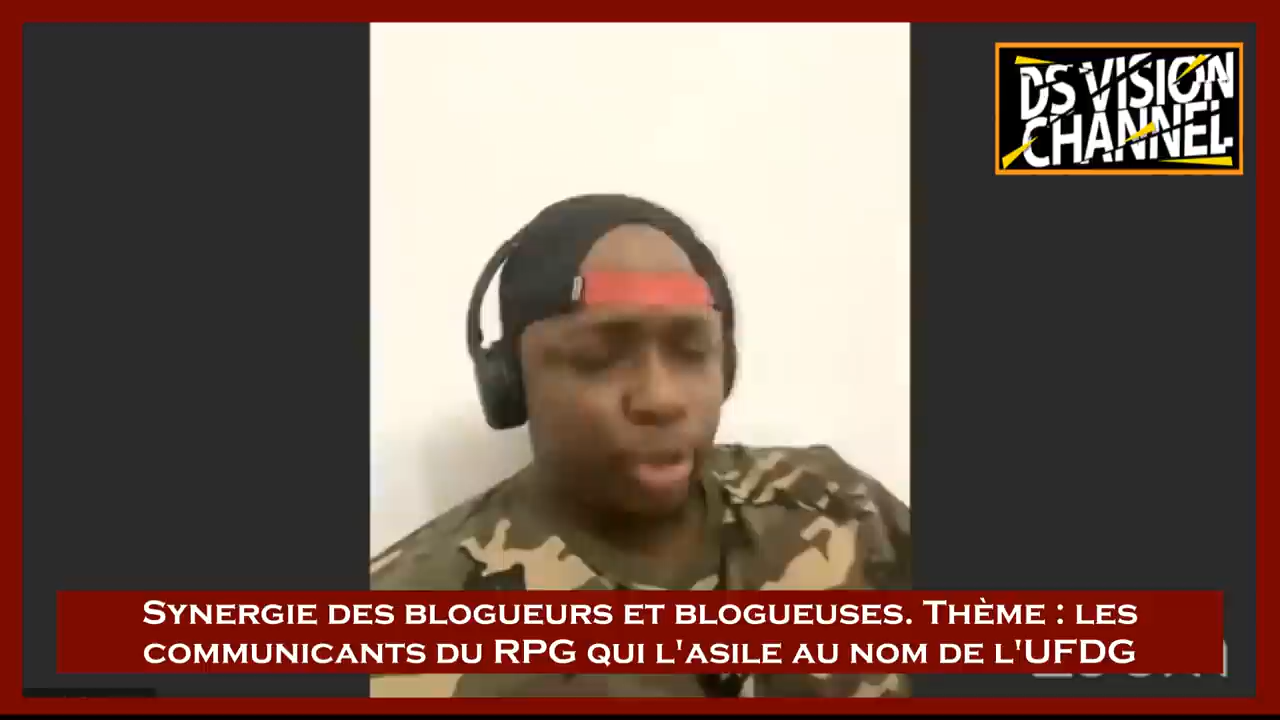 DS VISION
CHANNEL
Synergie des blogueurs et blogueuses. Thème : les
communicants du RPG qui l'asile au nom de l'UFDG